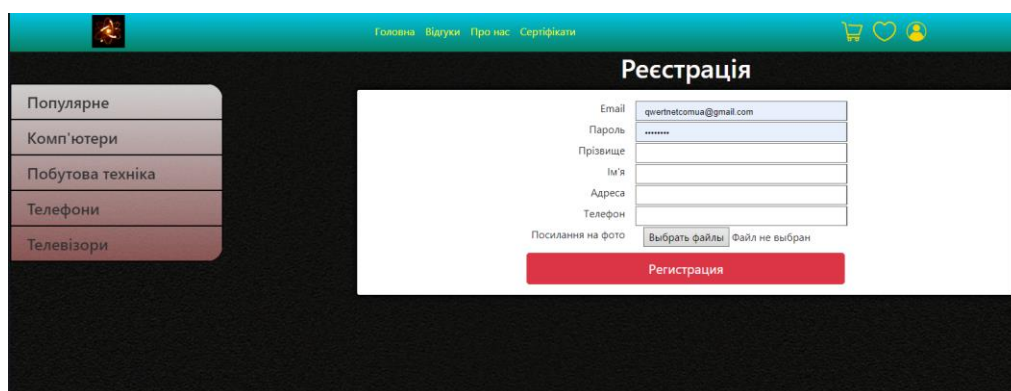 Головна Відгуки Про нас Сертіфікати
Реєстрація
Популярне
Комп'ютери
Побутова техніка
Телефони
Телевізори
Email qwertnetcomua@gmail.com
Пароль ••••••••
Прізвище
Ім'я
Адреса
Телефон
Посилання на фото Выбрать файлы Файл не выбран
Регистрация